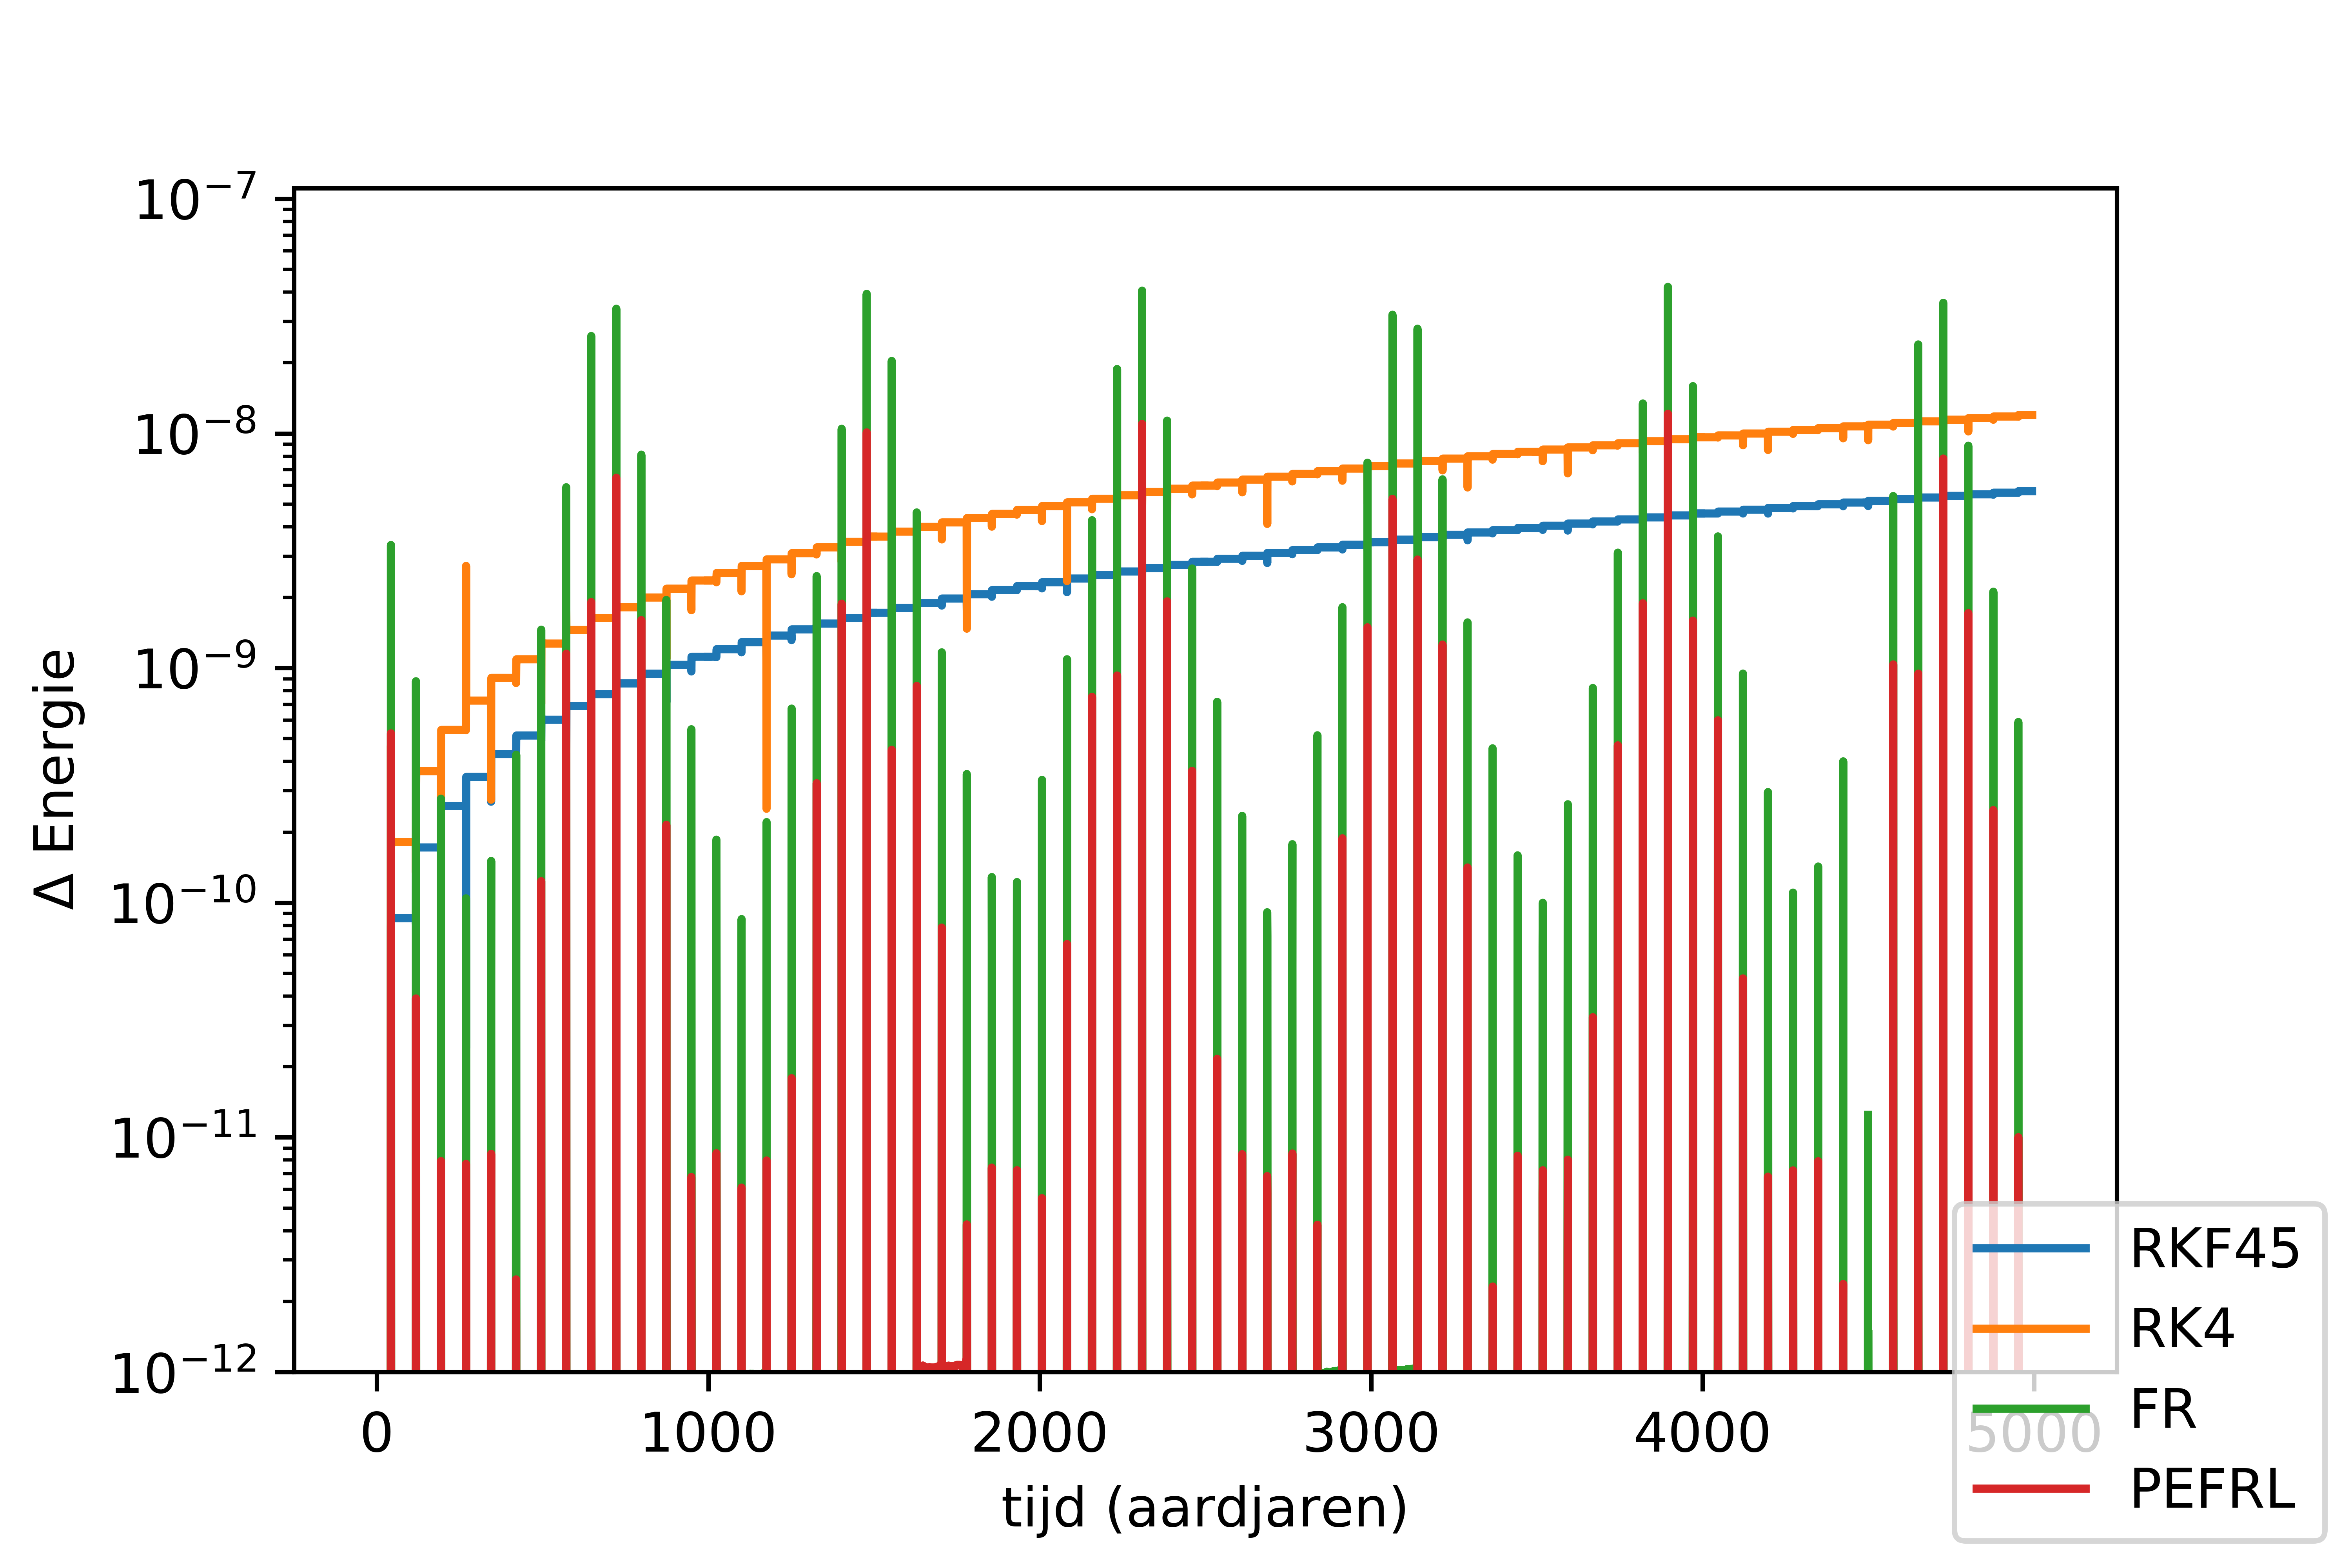 10⁻⁷
10⁻⁸
10⁻⁹
10⁻¹⁰
10⁻¹¹
10⁻¹²
Δ Energie
0 1000 2000 3000 4000 5000
tijd (aardjaren)
RKF45
RK4
FR
PEFRL